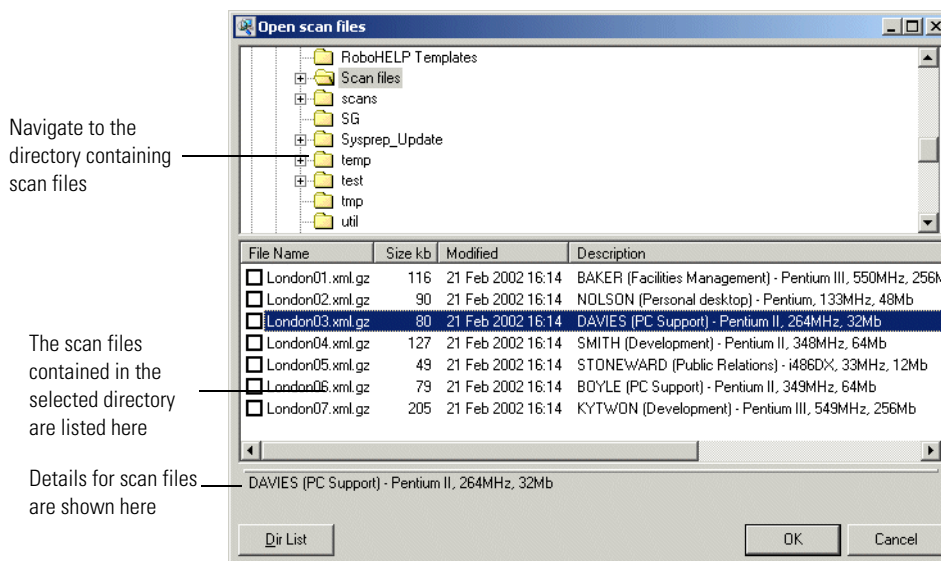 Open scan files
RoboHELP Templates
Scan files
scans
SG
Sysprep_Update
temp
test
tmp
util
Navigate to the
directory containing
scan files
File Name Size kb Modified Description
London01.xml.gz 116 21 Feb 2002 16:14 BAKER (Facilities Management) - Pentium III, 550MHz, 256M
London02.xml.gz 90 21 Feb 2002 16:14 NOLSON (Personal desktop) - Pentium, 133MHz, 48Mb
London03.xml.gz 80 21 Feb 2002 16:14 DAVIES (PC Support) - Pentium II, 264MHz, 32Mb
London04.xml.gz 127 21 Feb 2002 16:14 SMITH (Development) - Pentium II, 348MHz, 64Mb
London05.xml.gz 49 21 Feb 2002 16:14 STONEWARD (Public Relations) - i486DX, 33MHz, 12Mb
London06.xml.gz 79 21 Feb 2002 16:14 BOYLE (PC Support) - Pentium II, 349MHz, 64Mb
London07.xml.gz 205 21 Feb 2002 16:14 KYTWON (Development) - Pentium III, 549MHz, 256Mb
The scan files
contained in the
selected directory
are listed here
Details for scan files
are shown here
DAVIES (PC Support) - Pentium II, 264MHz, 32Mb
Dir List OK Cancel